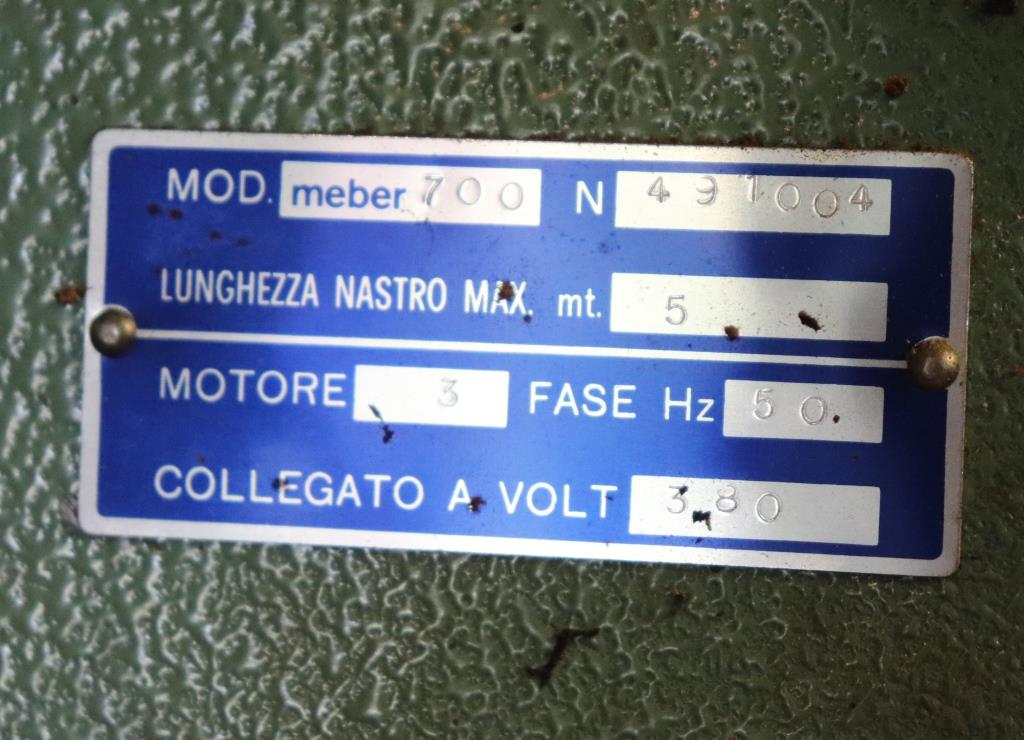 MOD. meber 700 N 491004
LUNGHEZZA NASTRO MAX. mt. 5
MOTORE 3 FASE Hz 50
COLLEGATO A VOLT 380